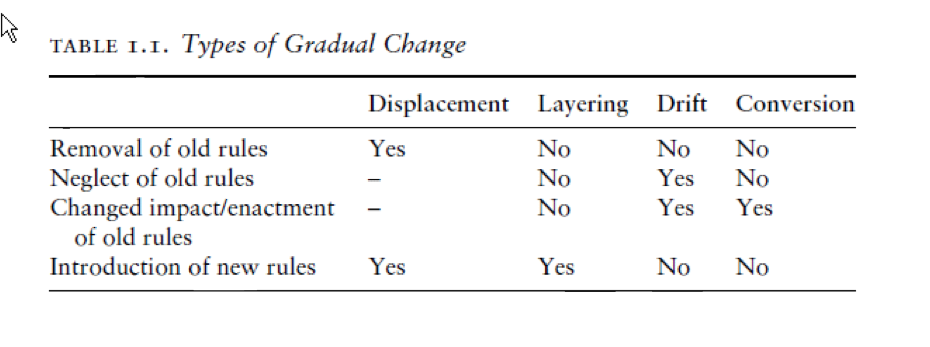 TABLE 1.1. Types of Gradual Change
Displacement Layering Drift Conversion
Removal of old rules Yes No No No
Neglect of old rules – No Yes No
Changed impact/enactment – No Yes Yes
of old rules
Introduction of new rules Yes Yes No No